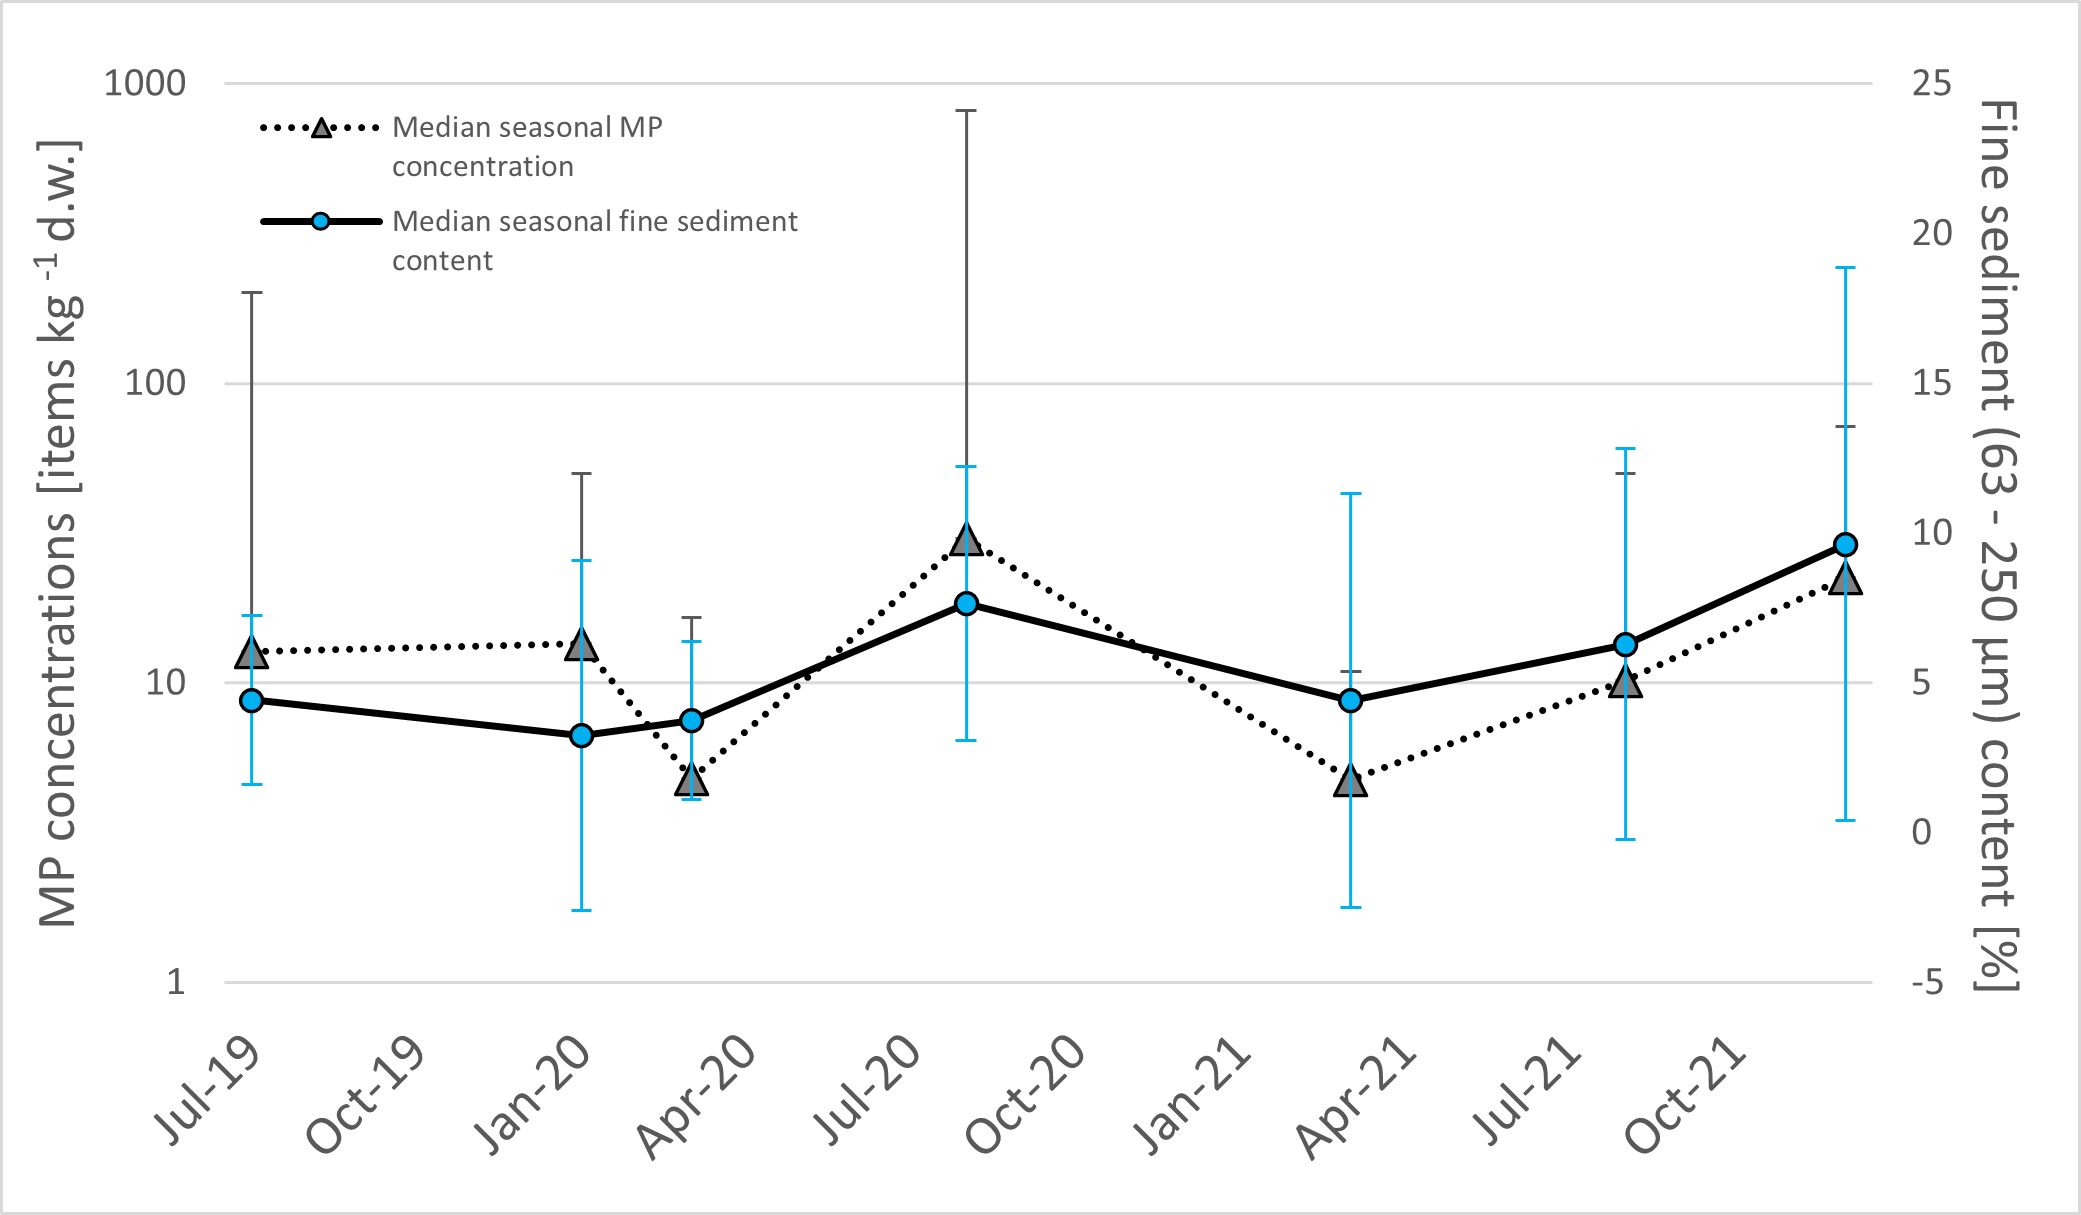 MP concentrations [items kg -1 d.w.]
1000
100
10
1
Median seasonal MP
concentration
Median seasonal fine sediment
content
25
20
15
10
5
0
-5
Fine sediment (63 - 250 µm) content [%]
Jul-19
Oct-19
Jan-20
Apr-20
Jul-20
Oct-20
Jan-21
Apr-21
Jul-21
Oct-21